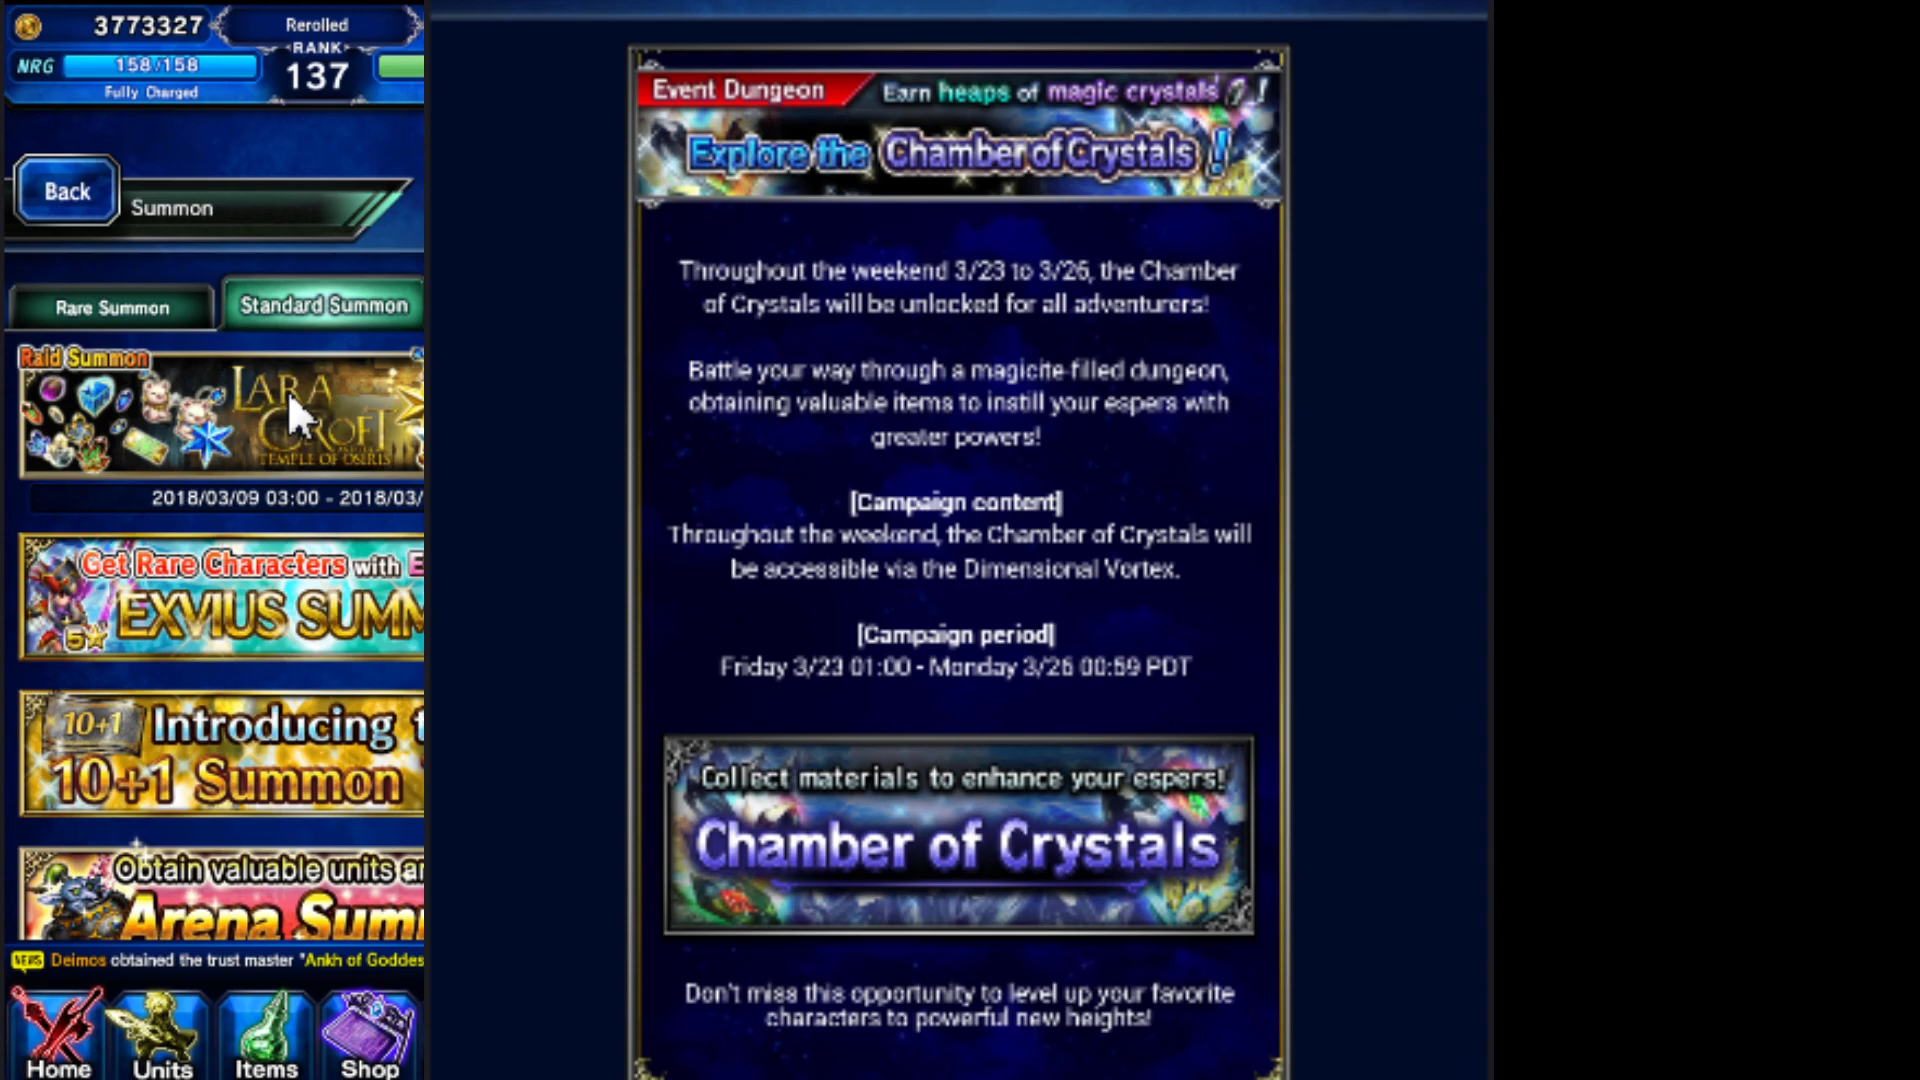 3773327
Rerolled
RANK
137
NRG
158/158
Fully Charged
Back
Summon
Rare Summon
Standard Summon
Raid Summon
LARA
CROFT
TEMPLE OF OSIRIS
2018/03/09 03:00 - 2018/03/
Get Rare Characters with E
5★
EXVIUS SUMM
10+1
Introducing t
10+1 Summon
Obtain valuable units an
Arena Sum
NEWS
Deimos obtained the trust master "Ankh of Goddes
Home
Units
Items
Shop
Event Dungeon
Earn heaps of magic crystals
Explore the Chamber of Crystals!
Throughout the weekend 3/23 to 3/26, the Chamber
of Crystals will be unlocked for all adventurers!
Battle your way through a magicite filled dungeon,
obtaining valuable items to instill your espers with
greater powers!
[Campaign content]
Throughout the weekend, the Chamber of Crystals will
be accessible via the Dimensional Vortex.
[Campaign period]
Friday 3/23 01:00 - Monday 3/26 00:59 PDT
Collect materials to enhance your espers!
Chamber of Crystals
Don't miss this opportunity to level up your favorite
characters to powerful new heights!